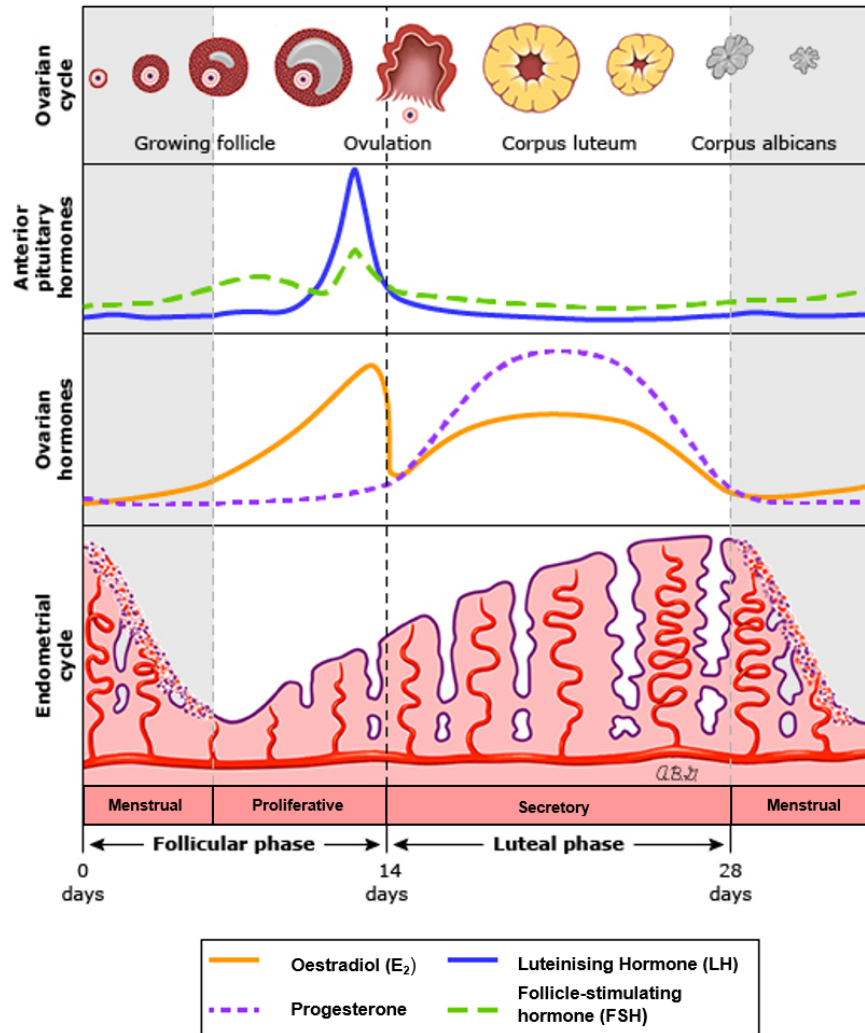 Ovarian
cycle
Growing follicle Ovulation Corpus luteum Corpus albicans
Anterior
pituitary
hormones
Ovarian
hormones
Endometrial
cycle
A.B.G.
Menstrual Proliferative Secretory Menstrual
Follicular phase Luteal phase
0 14 28
days days days
Oestradiol (E₂) Luteinising Hormone (LH)
Progesterone Follicle-stimulating
hormone (FSH)